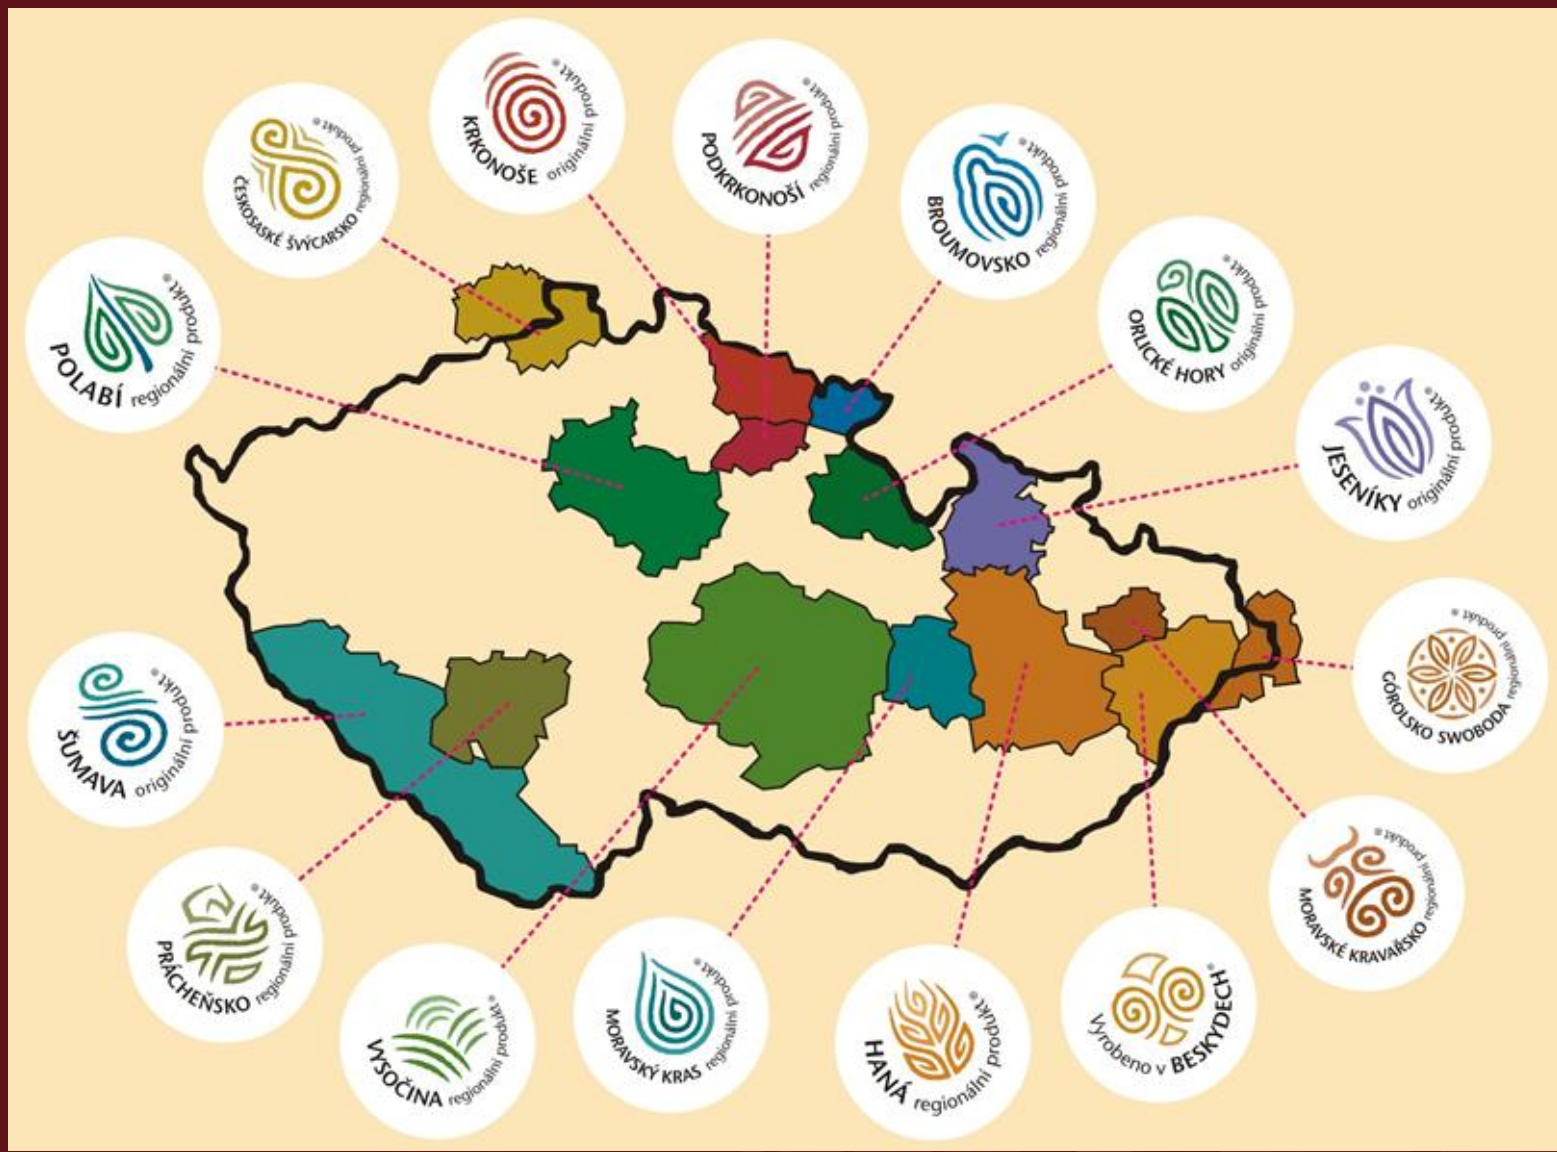 KRKONOŠE originální produkt®
PODKRKONOŠÍ regionální produkt®
ČESKOSASKÉ ŠVÝCARSKO regionální produkt®
BROUMOVSKO regionální produkt®
POLABÍ regionální produkt®
ORLICKÉ HORY originální produkt®
JESENÍKY originální produkt®
ŠUMAVA originální produkt®
GÓROLSKO SWOBODA regionální produkt®
PRÁCHEŇSKO regionální produkt®
MORAVSKÉ KRAVAŘSKO regionální produkt®
VYSOČINA regionální produkt®
MORAVSKÝ KRAS regionální produkt®
HANÁ regionální produkt®
Vyrobeno v BESKYDECH®